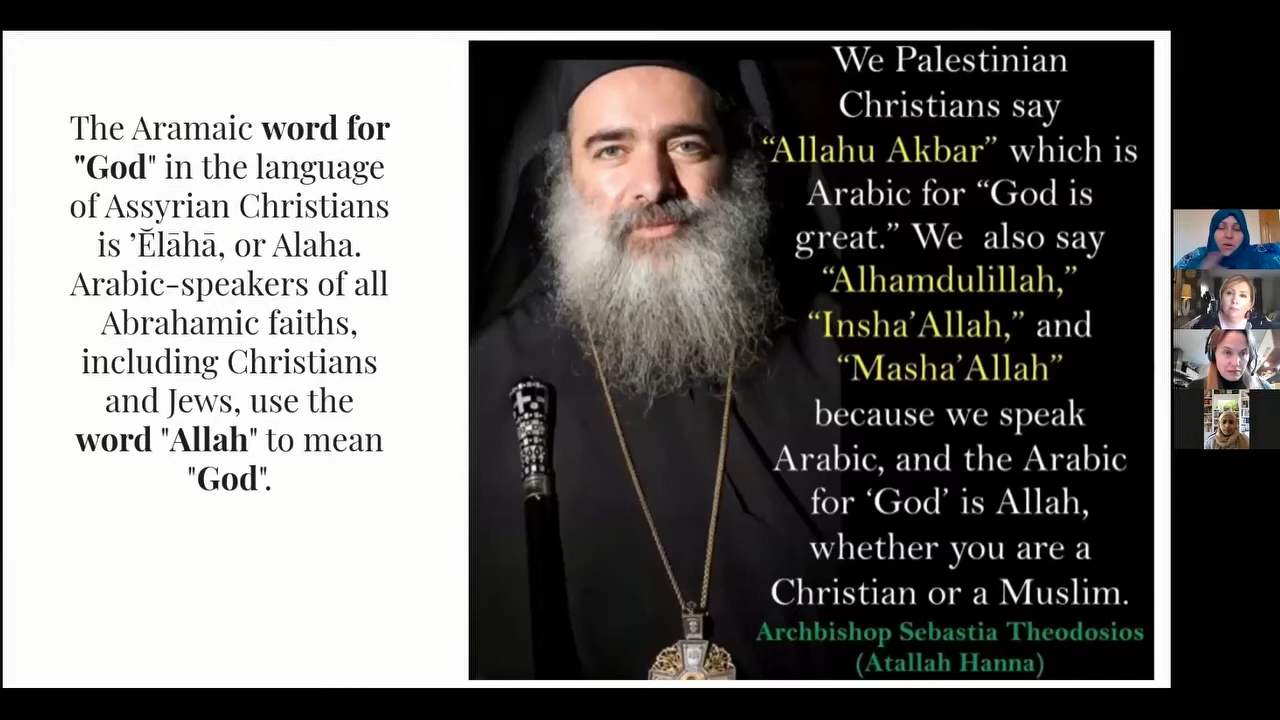 The Aramaic word for
"God" in the language
of Assyrian Christians
is ’Ĕlāhā, or Alaha.
Arabic-speakers of all
Abrahamic faiths,
including Christians
and Jews, use the
word "Allah" to mean
"God".
We Palestinian
Christians say
“Allahu Akbar” which is
Arabic for “God is
great.” We also say
“Alhamdulillah,”
“Insha’Allah,” and
“Masha’Allah”
because we speak
Arabic, and the Arabic
for ‘God’ is Allah,
whether you are a
Christian or a Muslim.
Archbishop Sebastia Theodosios
(Atallah Hanna)